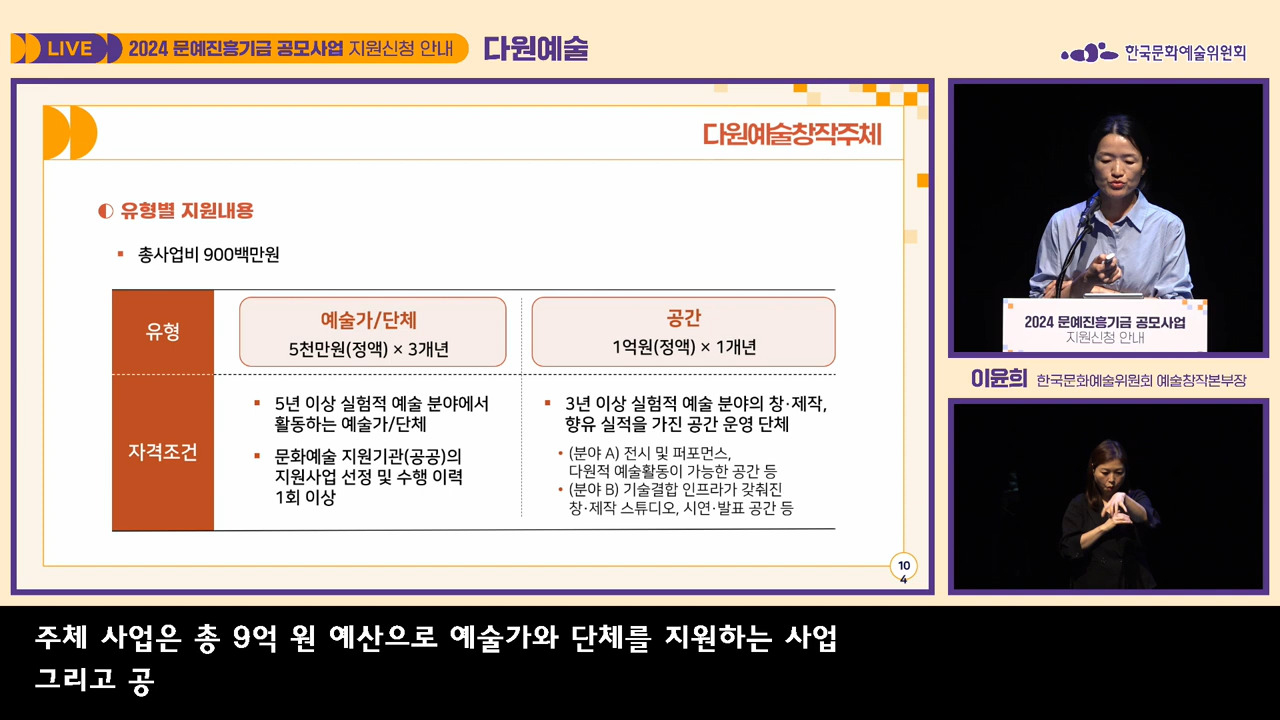 LIVE 2024 문예진흥기금 공모사업 지원신청 안내 다원예술
한국문화예술위원회
다원예술창작주체
유형별 지원내용
총사업비 900백만원
유형
예술가/단체
5천만원(정액) × 3개년
공간
1억원(정액) × 1개년
자격조건
5년 이상 실험적 예술 분야에서
활동하는 예술가/단체
문화예술 지원기관(공공)의
지원사업 선정 및 수행 이력
1회 이상
3년 이상 실험적 예술 분야의 창·제작,
향유 실적을 가진 공간 운영 단체
• (분야 A) 전시 및 퍼포먼스,
다원적 예술활동이 가능한 공간 등
• (분야 B) 기술결합 인프라가 갖춰진
창·제작 스튜디오, 시연·발표 공간 등
10
4
2024 문예진흥기금 공모사업
지원신청 안내
이윤희 한국문화예술위원회 예술창작본부장
주체 사업은 총 9억 원 예산으로 예술가와 단체를 지원하는 사업
그리고 공